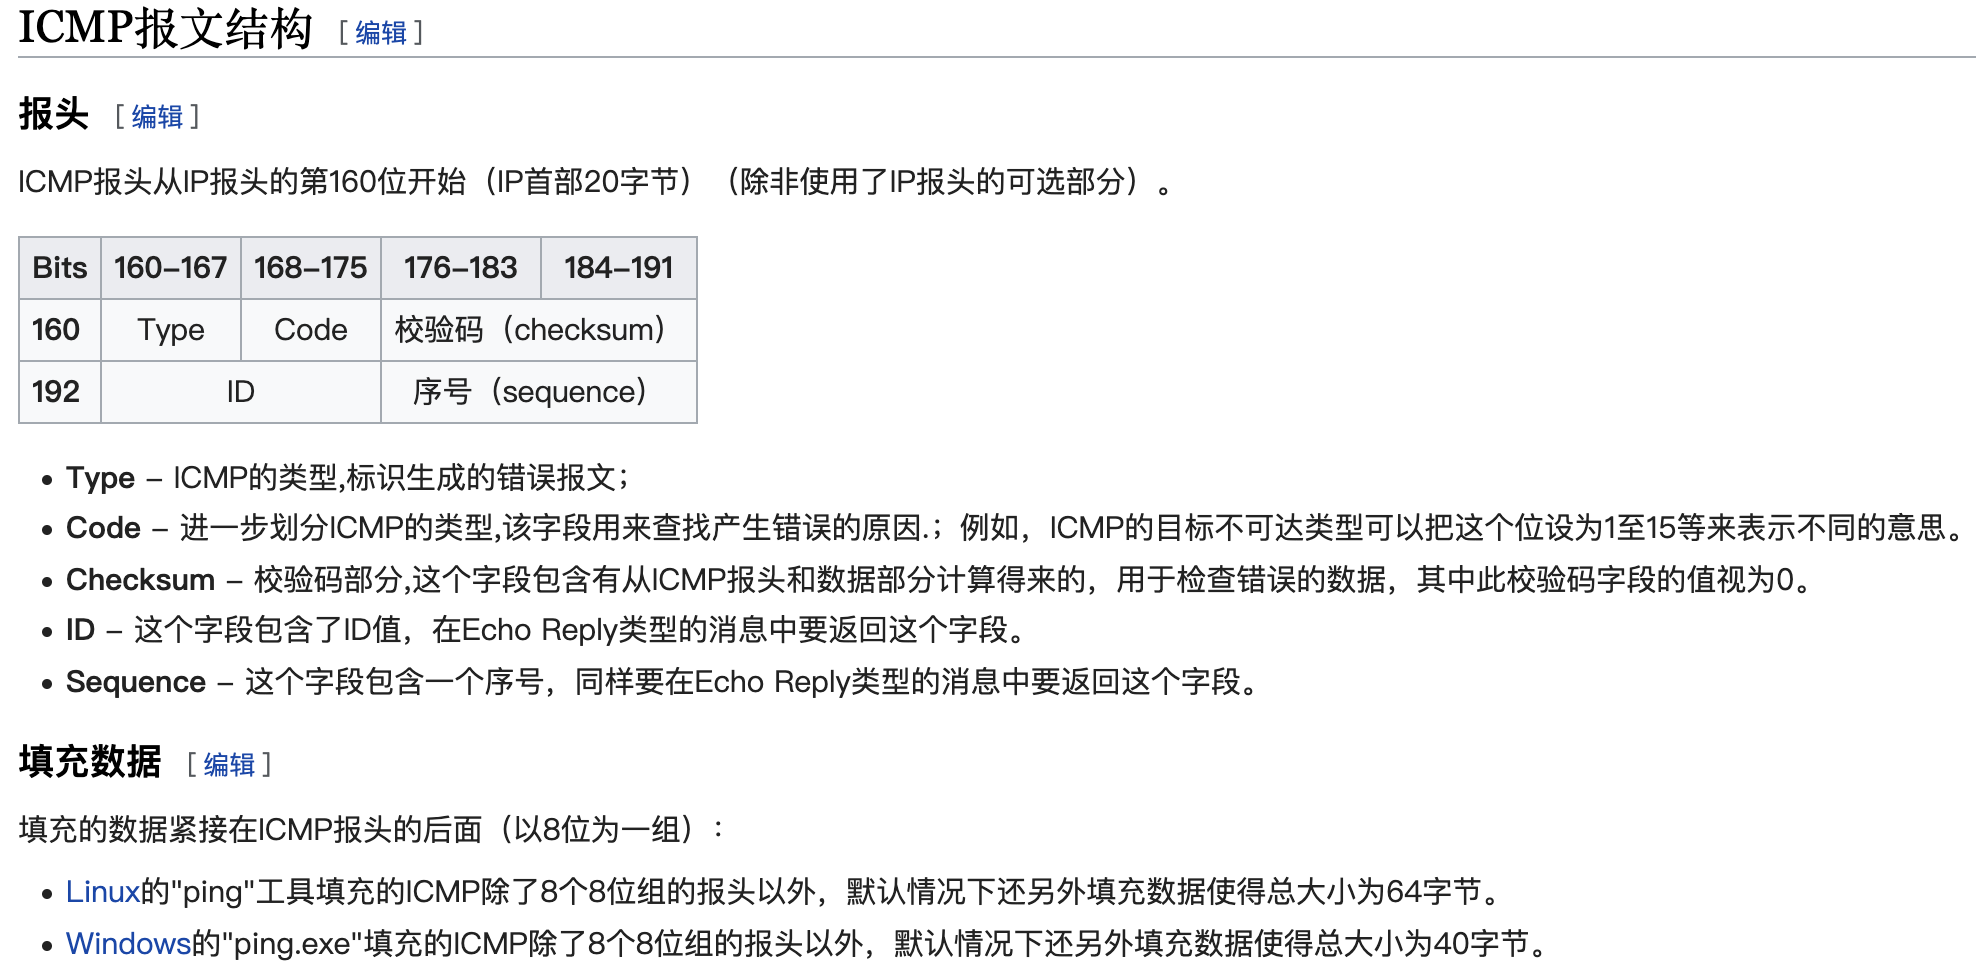 ICMP报文结构 [编辑]
报头 [编辑]
ICMP报头从IP报头的第160位开始（IP首部20字节）（除非使用了IP报头的可选部分）。
Bits 160–167 168–175 176–183 184–191
160 Type Code 校验码（checksum）
192 ID 序号（sequence）
• Type – ICMP的类型,标识生成的错误报文；
• Code – 进一步划分ICMP的类型,该字段用来查找产生错误的原因.；例如，ICMP的目标不可达类型可以把这个位设为1至15等来表示不同的意思。
• Checksum – 校验码部分,这个字段包含有从ICMP报头和数据部分计算得来的，用于检查错误的数据，其中此校验码字段的值视为0。
• ID – 这个字段包含了ID值，在Echo Reply类型的消息中要返回这个字段。
• Sequence – 这个字段包含一个序号，同样要在Echo Reply类型的消息中要返回这个字段。
填充数据 [编辑]
填充的数据紧接在ICMP报头的后面（以8位为一组）：
• Linux的"ping"工具填充的ICMP除了8个8位组的报头以外，默认情况下还另外填充数据使得总大小为64字节。
• Windows的"ping.exe"填充的ICMP除了8个8位组的报头以外，默认情况下还另外填充数据使得总大小为40字节。